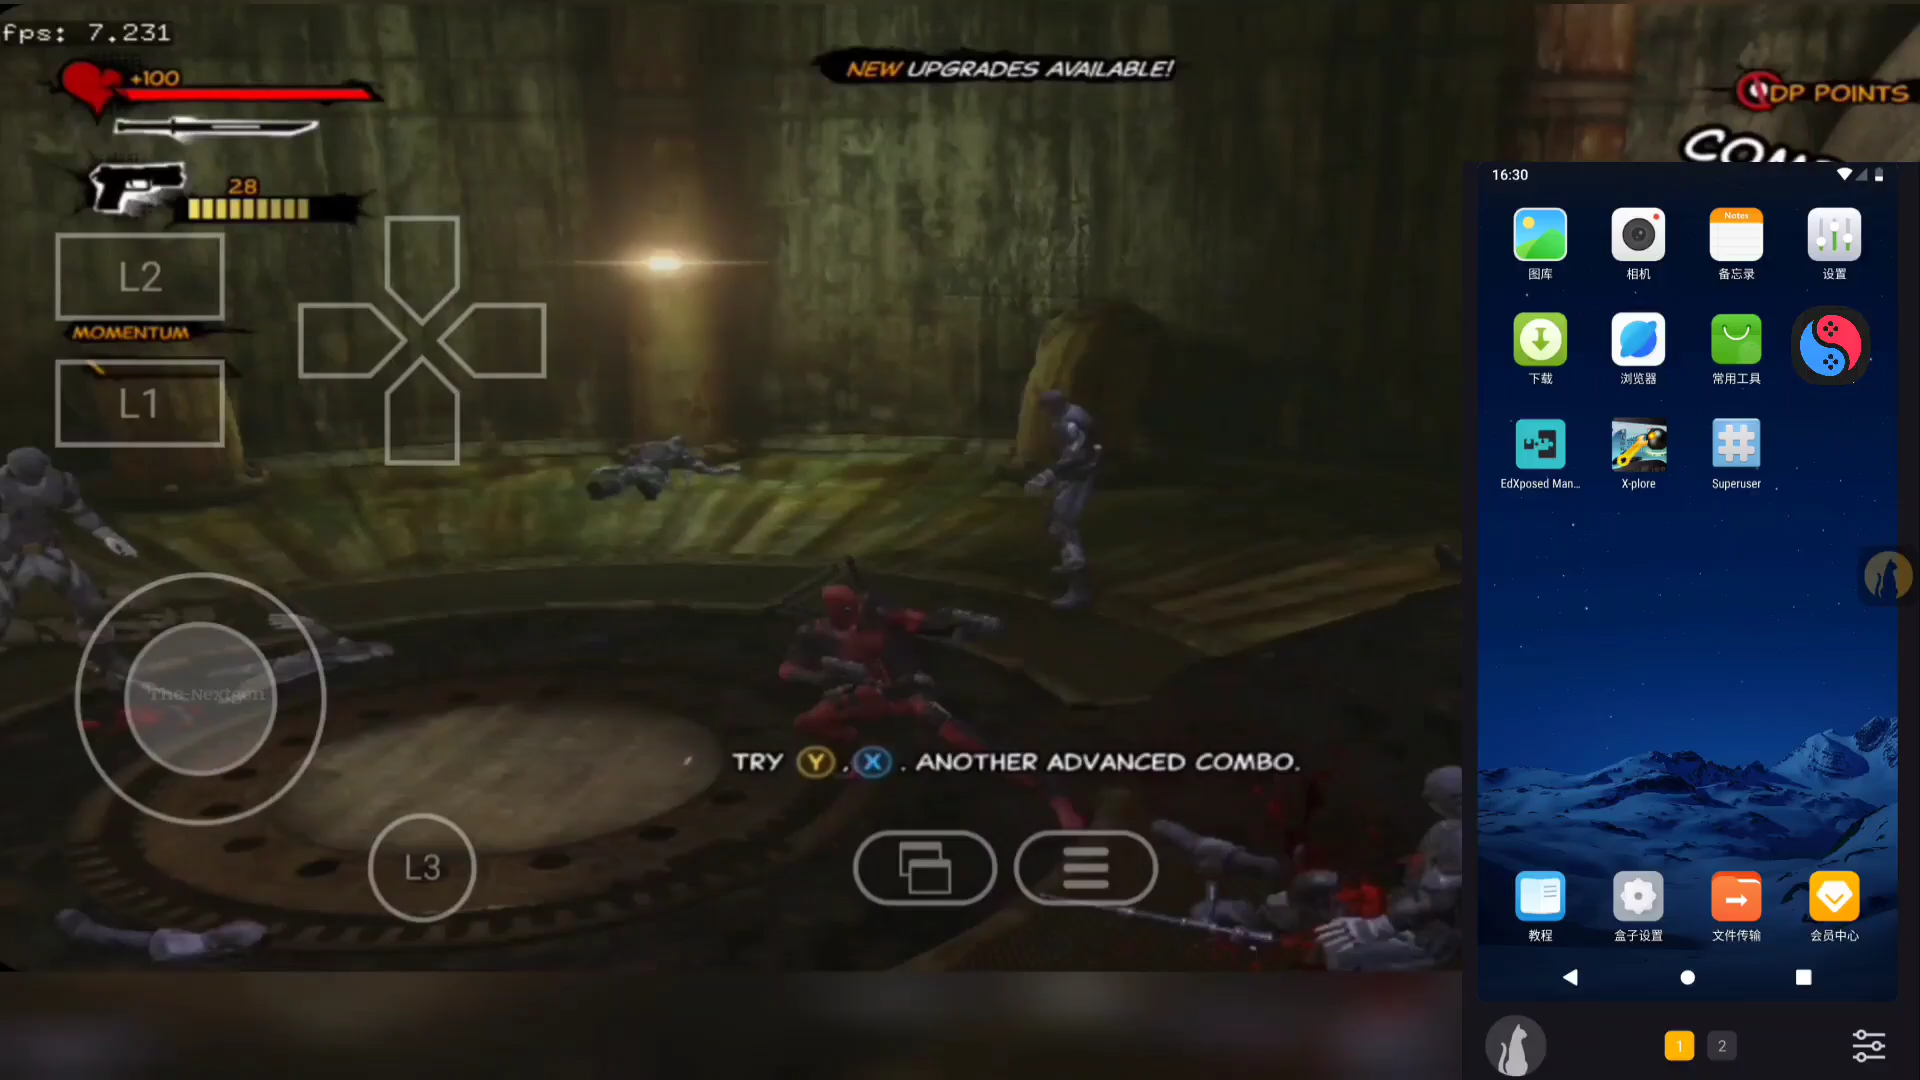 fps: 7.231
+100
28
NEW UPGRADES AVAILABLE!
DP POINTS
L2
MOMENTUM
L1
The-Nextgen
L3
TRY Y, X. ANOTHER ADVANCED COMBO.
16:30
Notes
图库
相机
备忘录
设置
下载
浏览器
常用工具
EdXposed Man...
X-plore
Superuser
教程
盒子设置
文件传输
会员中心
1
2